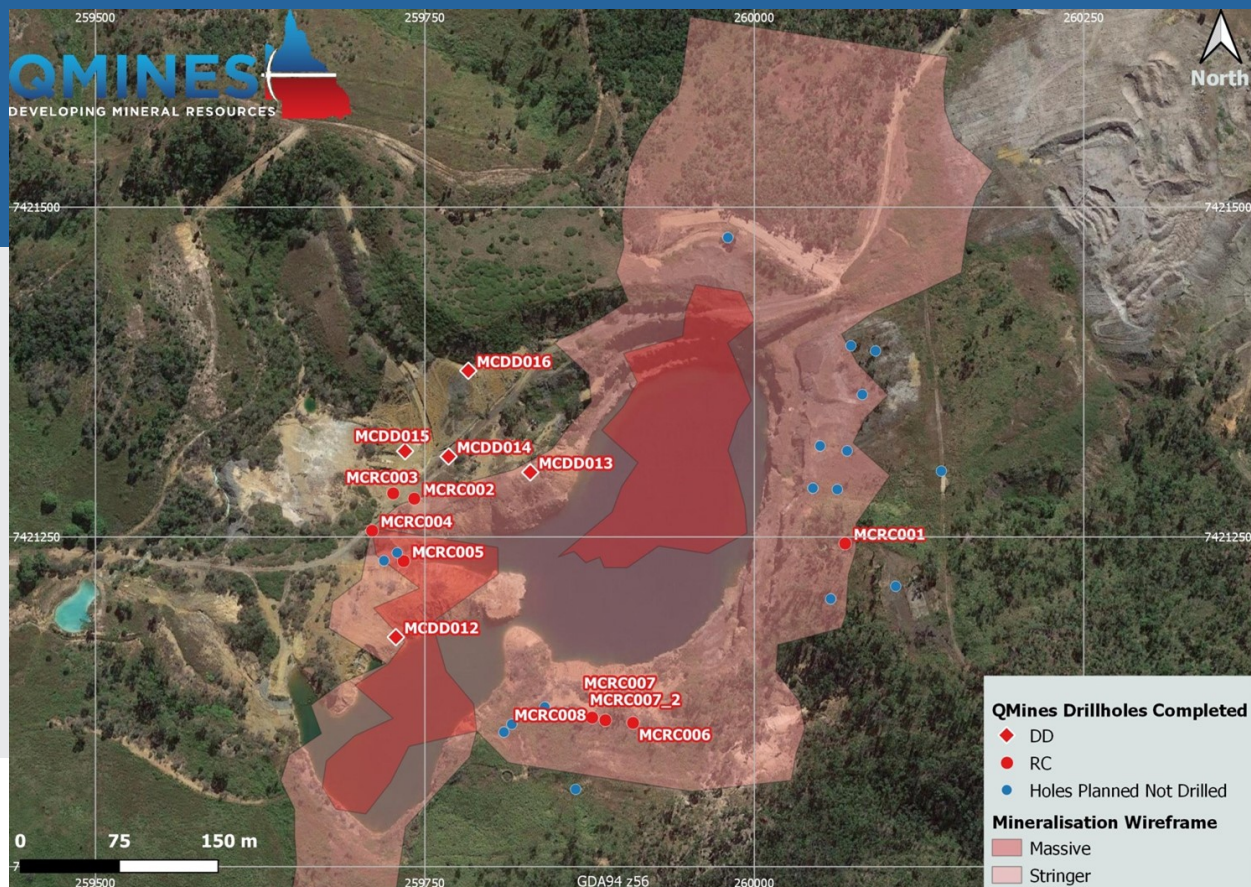 259500 259750 260000 260250
QMINES
DEVELOPING MINERAL RESOURCES
North
7421500 7421500
MCDD016
MCDD015
MCDD014
MCDD013
MCRC003
MCRC002
MCRC004
MCRC001
7421250 7421250
MCRC005
MCDD012
MCRC007
MCRC007_2
MCRC008
MCRC006
QMines Drillholes Completed
DD
RC
Holes Planned Not Drilled
Mineralisation Wireframe
Massive
Stringer
0 75 150 m
259500 259750 GDA94 z56 260000